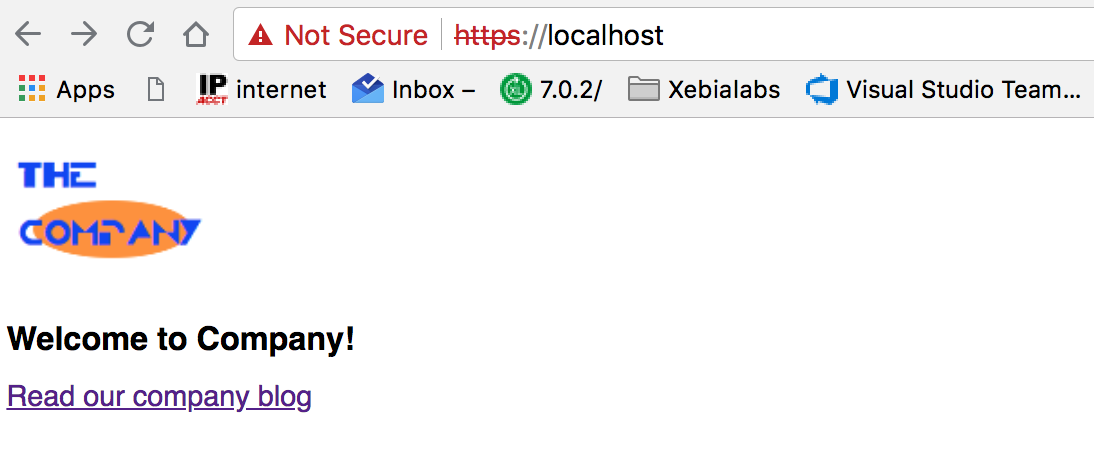 Not Secure https://localhost
Apps IP ACCT internet Inbox – XL 7.0.2/ Xebialabs Visual Studio Team...
THE
COMPANY
Welcome to Company!
Read our company blog